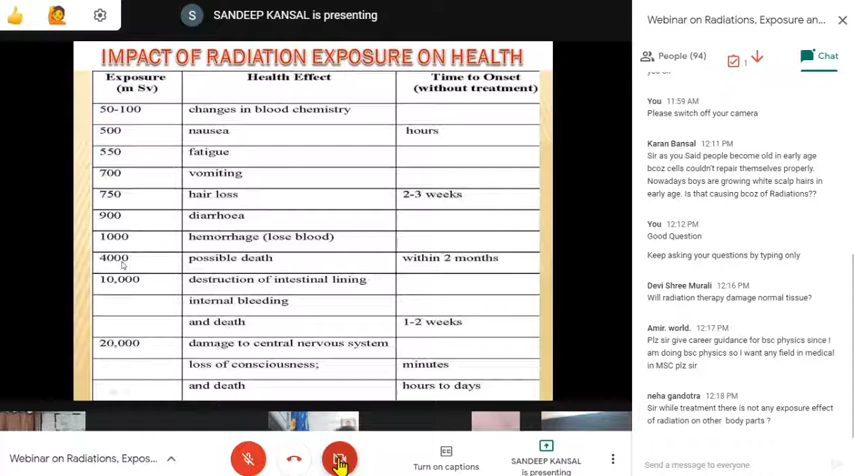 S SANDEEP KANSAL is presenting
Webinar on Radiations, Exposure an...
People (94)
1
Chat
IMPACT OF RADIATION EXPOSURE ON HEALTH
Exposure (m Sv) Health Effect Time to Onset (without treatment)
50-100 changes in blood chemistry
500 nausea hours
550 fatigue
700 vomiting
750 hair loss 2-3 weeks
900 diarrhoea
1000 hemorrhage (lose blood)
4000 possible death within 2 months
10,000 destruction of intestinal lining
internal bleeding
and death 1-2 weeks
20,000 damage to central nervous system
loss of consciousness; minutes
and death hours to days
You 11:59 AM
Please switch off your camera
Karan Bansal 12:11 PM
Sir as you Said people become old in early age
bcoz cells couldn't repair themselves properly.
Nowadays boys are growing white scalp hairs in
early age. Is that causing bcoz of Radiations??
You 12:12 PM
Good Question
Keep asking your questions by typing only
Devi Shree Murali 12:16 PM
Will radiation therapy damage normal tissue?
Amir. world. 12:17 PM
Plz sir give career guidance for bsc physics since I
am doing bsc physics so I want any field in medical
in MSC plz sir
neha gandotra 12:18 PM
Sir while treatment there is not any exposure effect
of radiation on other body parts ?
Send a message to everyone
Webinar on Radiations, Expos...
Turn on captions
SANDEEP KANSAL
is presenting